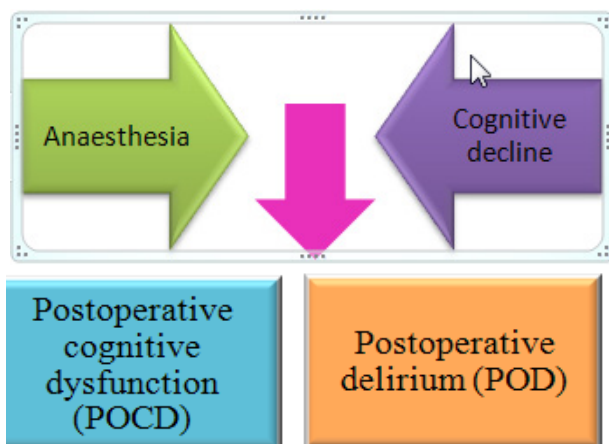 Anaesthesia
Cognitive
decline
Postoperative
cognitive
dysfunction
(POCD)
Postoperative
delirium (POD)